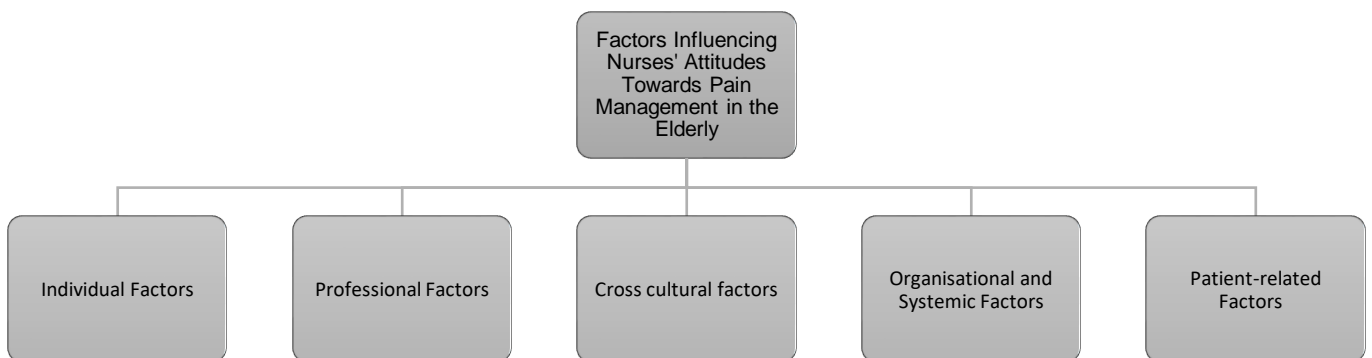 Factors Influencing
Nurses' Attitudes
Towards Pain
Management in the
Elderly
Individual Factors
Professional Factors
Cross cultural factors
Organisational and
Systemic Factors
Patient-related
Factors